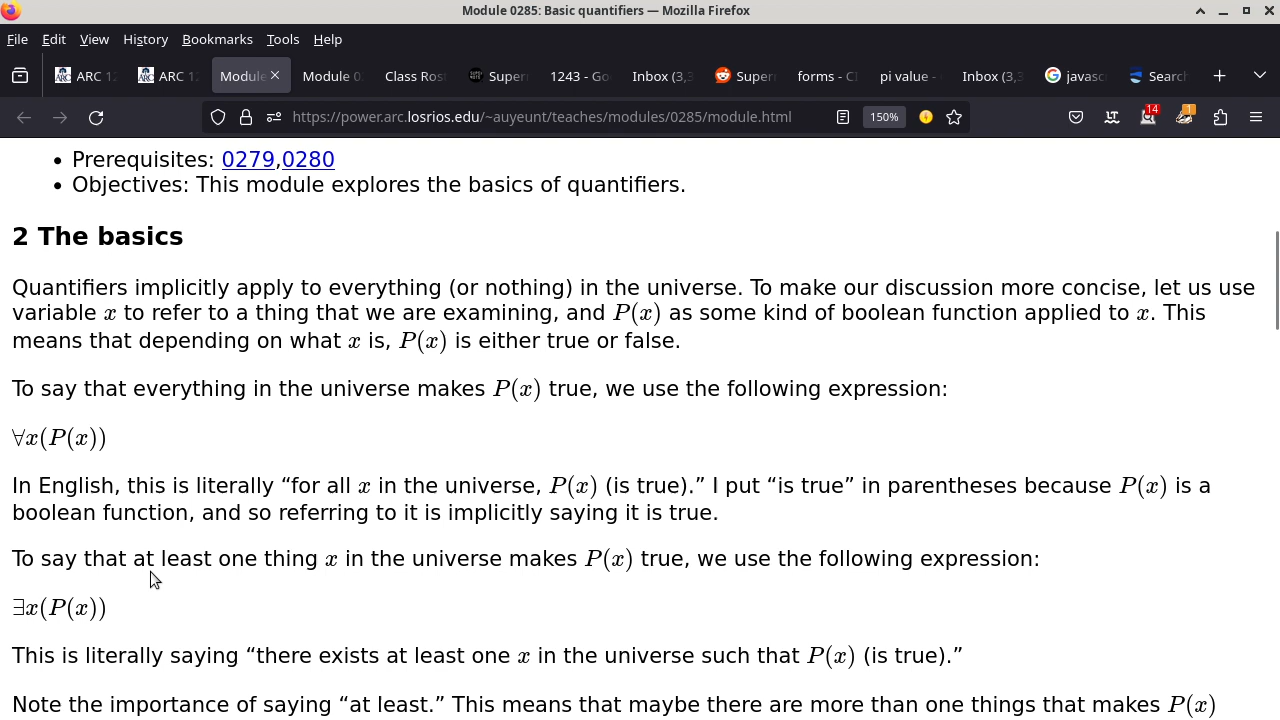 Module 0285: Basic quantifiers — Mozilla Firefox
File Edit View History Bookmarks Tools Help
ARC 12 ARC 12 Module Module 0 Class Ros Super 1243 - Go Inbox (3,3 Super forms - C pi value - Inbox (3,3 javasc Search
https://power.arc.losrios.edu/~auyeunt/teaches/modules/0285/module.html 150% 14 1
• Prerequisites: 0279,0280
• Objectives: This module explores the basics of quantifiers.
2 The basics
Quantifiers implicitly apply to everything (or nothing) in the universe. To make our discussion more concise, let us use
variable x to refer to a thing that we are examining, and P(x) as some kind of boolean function applied to x. This
means that depending on what x is, P(x) is either true or false.
To say that everything in the universe makes P(x) true, we use the following expression:
∀x(P(x))
In English, this is literally “for all x in the universe, P(x) (is true).” I put “is true” in parentheses because P(x) is a
boolean function, and so referring to it is implicitly saying it is true.
To say that at least one thing x in the universe makes P(x) true, we use the following expression:
∃x(P(x))
This is literally saying “there exists at least one x in the universe such that P(x) (is true).”
Note the importance of saying “at least.” This means that maybe there are more than one things that makes P(x)